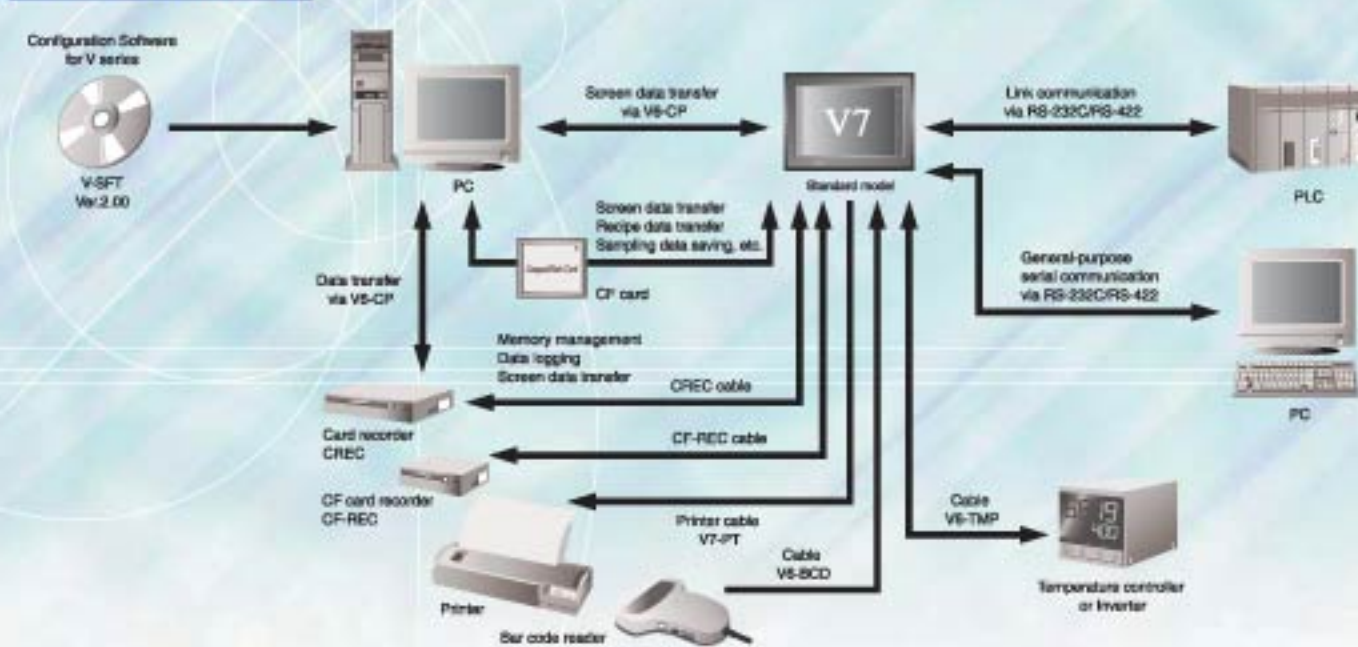 Configuration Software
for V series
V-SFT
Ver.2.00
PC
Screen data transfer
via V6-CP
V7
Standard model
Link communication
via RS-232C/RS-422
PLC
Screen data transfer
Recipe data transfer
Sampling data saving, etc.
CF card
Data transfer
via V6-CP
General-purpose
serial communication
via RS-232C/RS-422
PC
Memory management
Data logging
Screen data transfer
CREC cable
Card recorder
CREC
CF-REC cable
CF card recorder
CF-REC
Printer cable
V7-PT
Printer
Cable
V6-BCD
Bar code reader
Cable
V6-TMP
Temperature controller
or Inverter